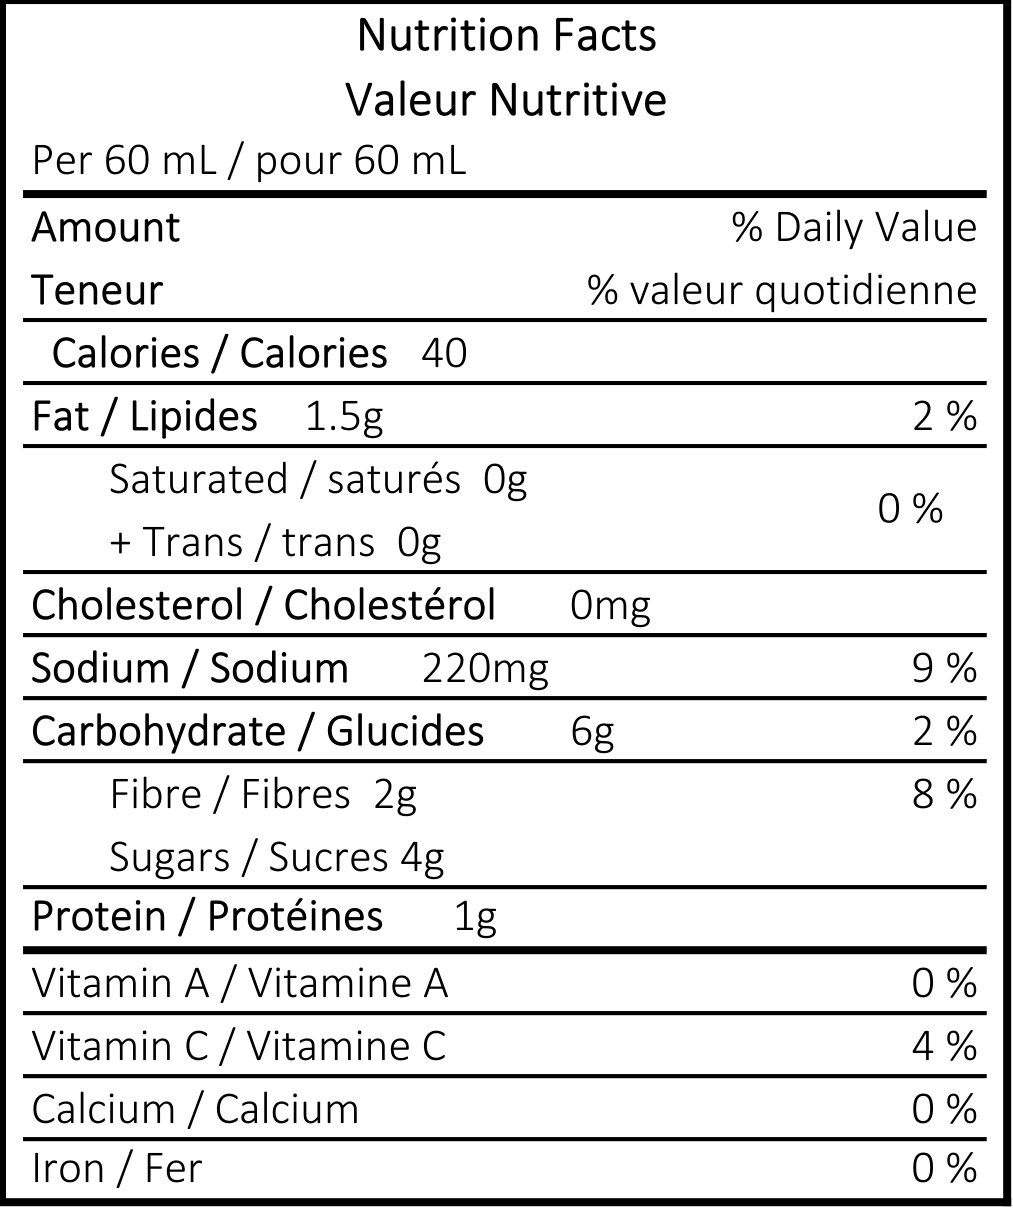 Nutrition Facts
Valeur Nutritive
Per 60 mL / pour 60 mL
Amount % Daily Value
Teneur % valeur quotidienne
Calories / Calories 40
Fat / Lipides 1.5g 2 %
Saturated / saturés 0g
0 %
+ Trans / trans 0g
Cholesterol / Cholestérol 0mg
Sodium / Sodium 220mg 9 %
Carbohydrate / Glucides 6g 2 %
Fibre / Fibres 2g 8 %
Sugars / Sucres 4g
Protein / Protéines 1g
Vitamin A / Vitamine A 0 %
Vitamin C / Vitamine C 4 %
Calcium / Calcium 0 %
Iron / Fer 0 %